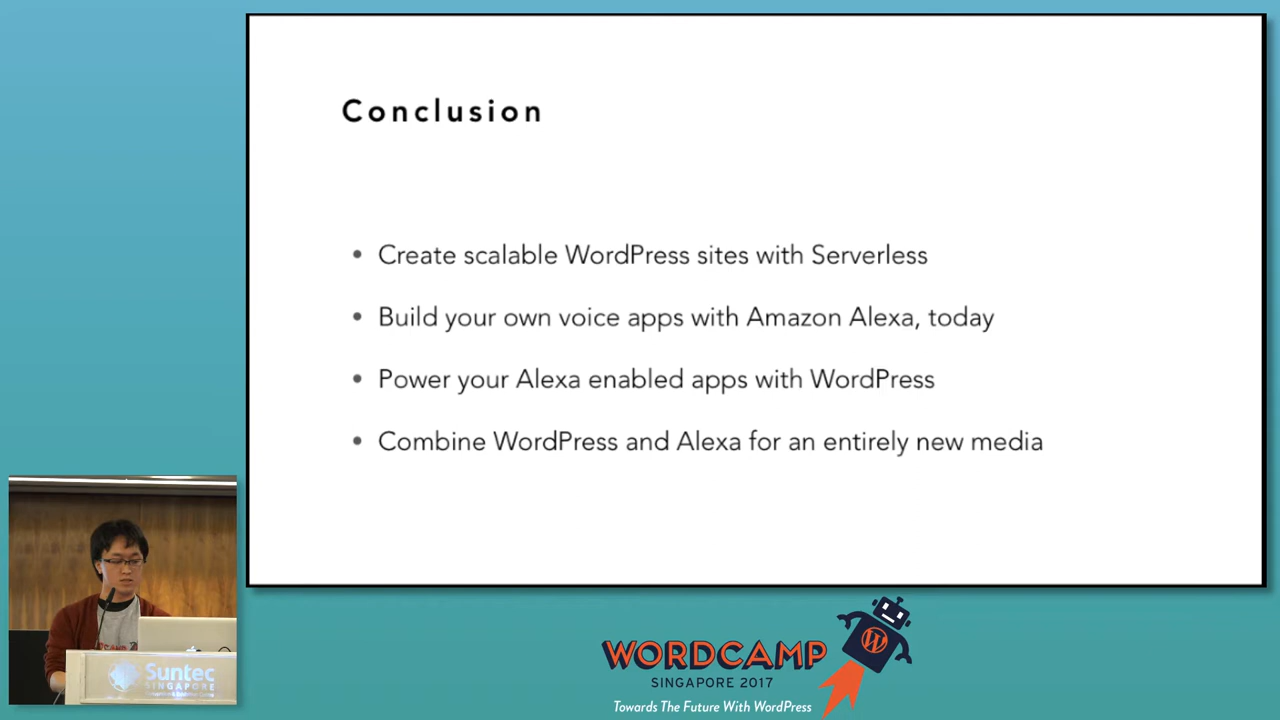 Conclusion
• Create scalable WordPress sites with Serverless
• Build your own voice apps with Amazon Alexa, today
• Power your Alexa enabled apps with WordPress
• Combine WordPress and Alexa for an entirely new media
Suntec
SINGAPORE
WORDCAMP
SINGAPORE 2017
Towards The Future With WordPress